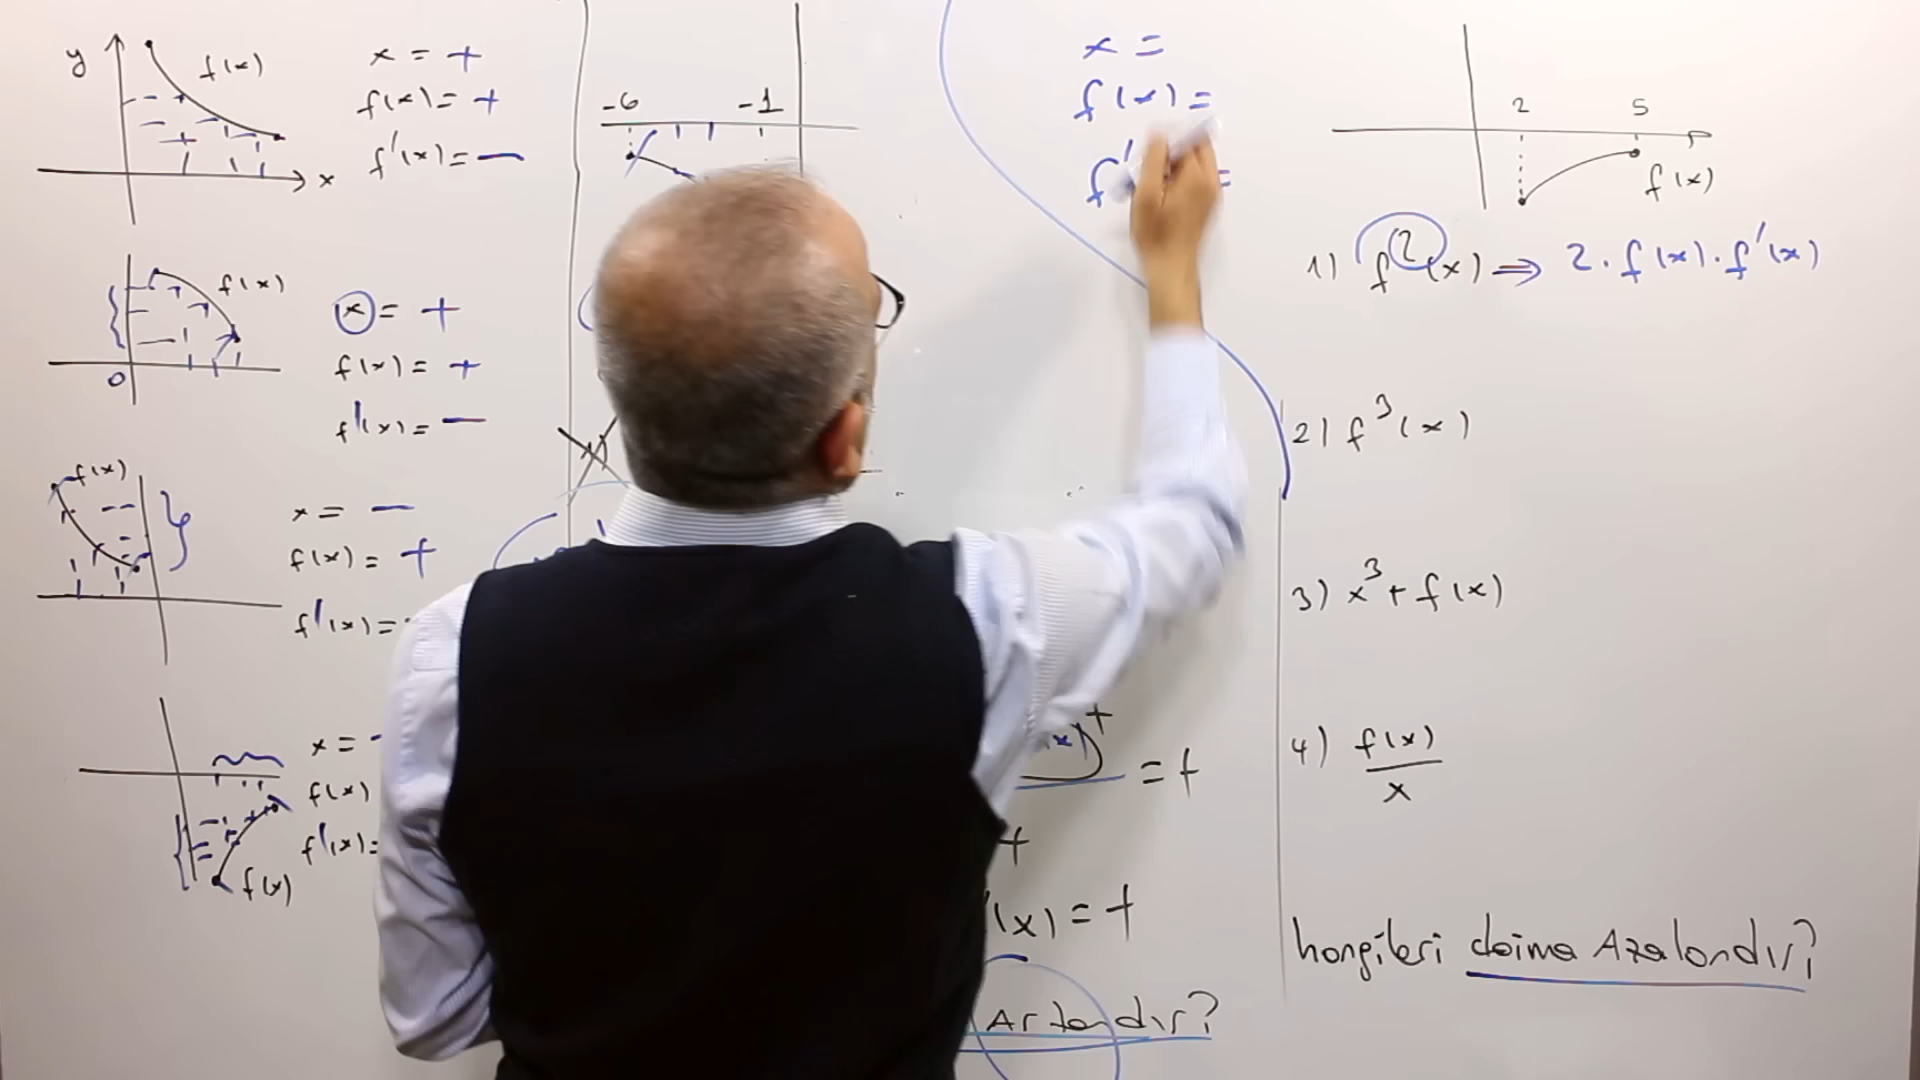 y
f(x)
x
x = +
f(x) = +
f'(x) = −
f(x)
0
x = +
f(x) = +
f'(x) = −
f(x)
x = −
f(x) = +
f'(x) =
f(x)
x = -
f(x)
f'(x) =
-6 -1
(x) +
= +
+
'(x) = +
Artandır?
x =
f(x) =
f' =
2 5
f(x)
1) f²(x) ⇒ 2 · f(x) · f'(x)
2) f³(x)
3) x³ + f(x)
4) f(x)
x
hangileri daima Azalandır?